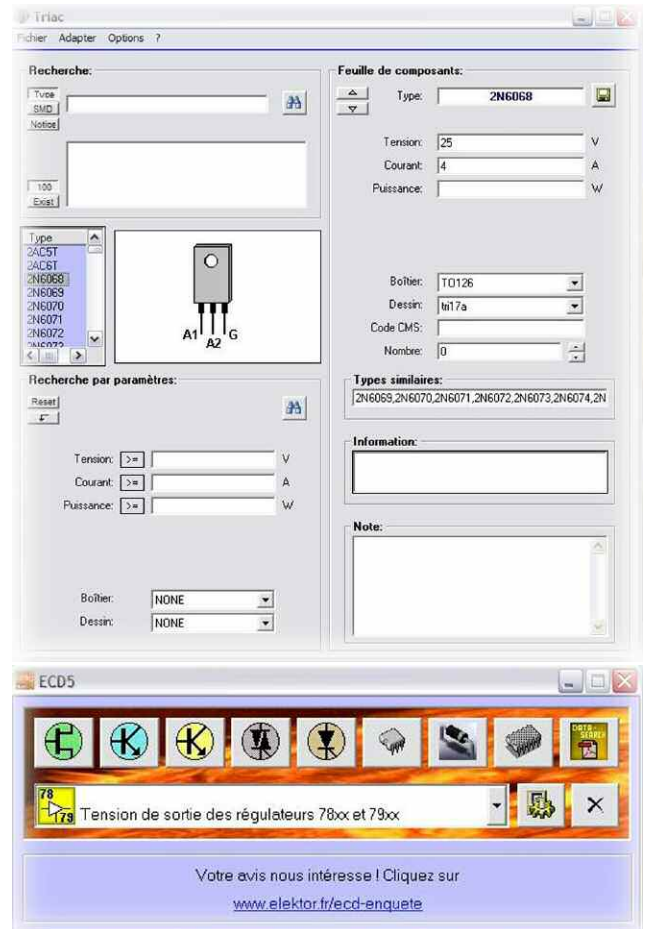 Triac
Fichier Adapter Options ?
Recherche:
Type
SMD
Notice
100
Exist
Type
2AC5T
2AC6T
2N6068
2N6069
2N6070
2N6071
2N6072
2N6073
A1 A2 G
Recherche par paramètres:
Reset
Tension: >= V
Courant: >= A
Puissance: >= W
Boîtier: NONE
Dessin: NONE
Feuille de composants:
Type: 2N6068
Tension: 25 V
Courant: 4 A
Puissance: W
Boîtier: TO126
Dessin: tri17a
Code CMS:
Nombre: 0
Types similaires:
2N6069,2N6070,2N6071,2N6072,2N6073,2N6074,2N
Information:
Note:
ECD5
DATA-
SEARCH
78
79
Tension de sortie des régulateurs 78xx et 79xx
Votre avis nous intéresse ! Cliquez sur
www.elektor.fr/ecd-enquete